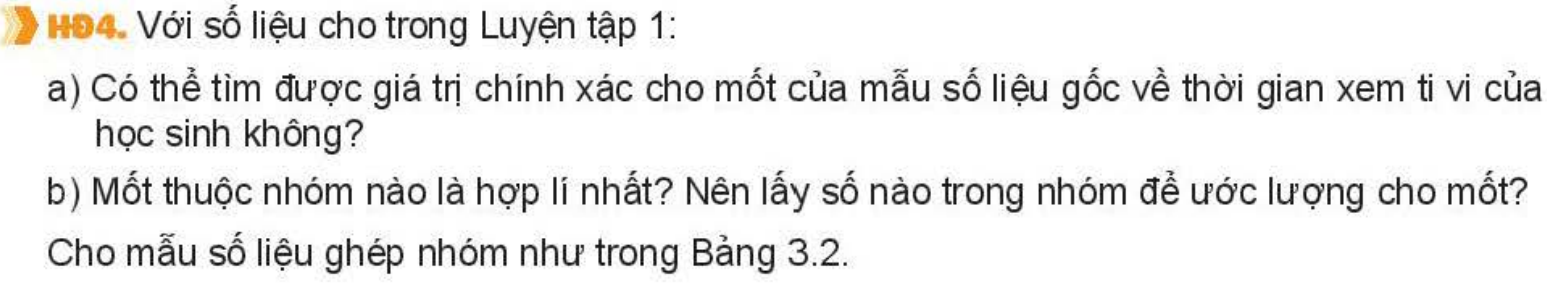 HĐ4. Với số liệu cho trong Luyện tập 1:
a) Có thể tìm được giá trị chính xác cho mốt của mẫu số liệu gốc về thời gian xem ti vi của
học sinh không?
b) Mốt thuộc nhóm nào là hợp lí nhất? Nên lấy số nào trong nhóm để ước lượng cho mốt?
Cho mẫu số liệu ghép nhóm như trong Bảng 3.2.